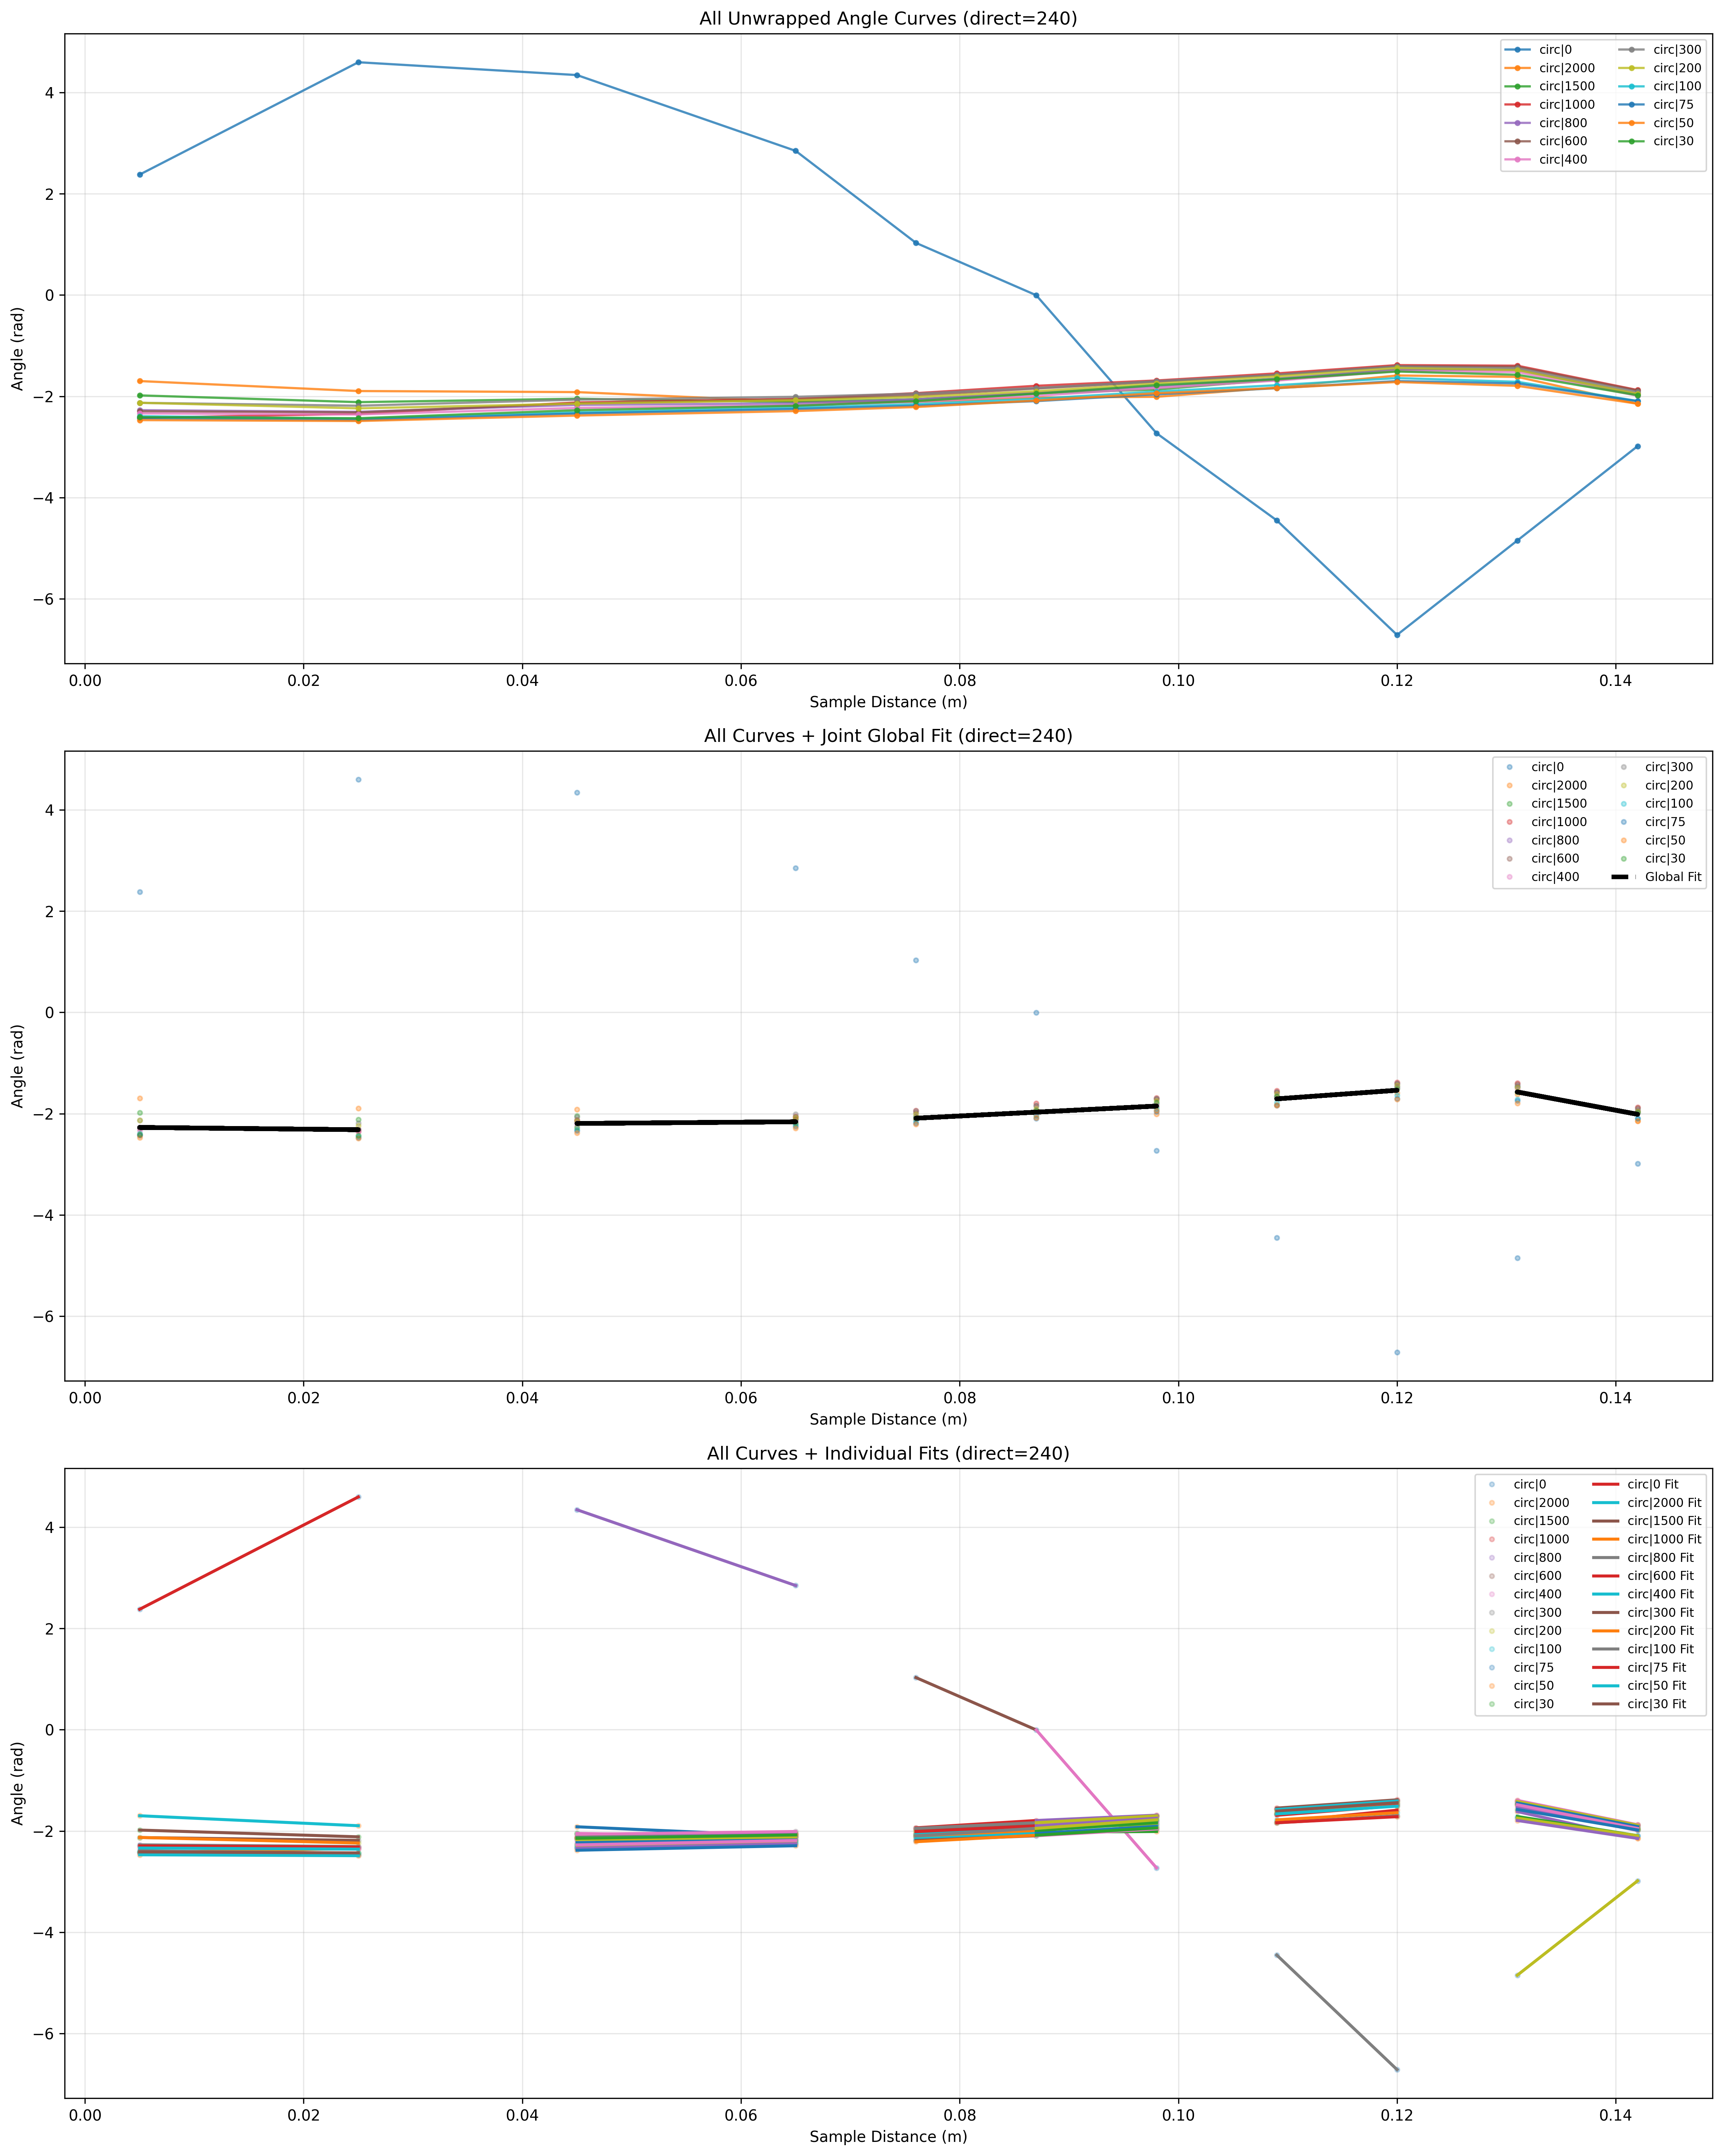 All Unwrapped Angle Curves (direct=240)
circ|0
circ|2000
circ|1500
circ|1000
circ|800
circ|600
circ|400
circ|300
circ|200
circ|100
circ|75
circ|50
circ|30
Angle (rad)
4
2
0
−2
−4
−6
0.00 0.02 0.04 0.06 0.08 0.10 0.12 0.14
Sample Distance (m)
All Curves + Joint Global Fit (direct=240)
circ|0
circ|2000
circ|1500
circ|1000
circ|800
circ|600
circ|400
circ|300
circ|200
circ|100
circ|75
circ|50
circ|30
Global Fit
Angle (rad)
4
2
0
−2
−4
−6
0.00 0.02 0.04 0.06 0.08 0.10 0.12 0.14
Sample Distance (m)
All Curves + Individual Fits (direct=240)
circ|0
circ|2000
circ|1500
circ|1000
circ|800
circ|600
circ|400
circ|300
circ|200
circ|100
circ|75
circ|50
circ|30
circ|0 Fit
circ|2000 Fit
circ|1500 Fit
circ|1000 Fit
circ|800 Fit
circ|600 Fit
circ|400 Fit
circ|300 Fit
circ|200 Fit
circ|100 Fit
circ|75 Fit
circ|50 Fit
circ|30 Fit
Angle (rad)
4
2
0
−2
−4
−6
0.00 0.02 0.04 0.06 0.08 0.10 0.12 0.14
Sample Distance (m)